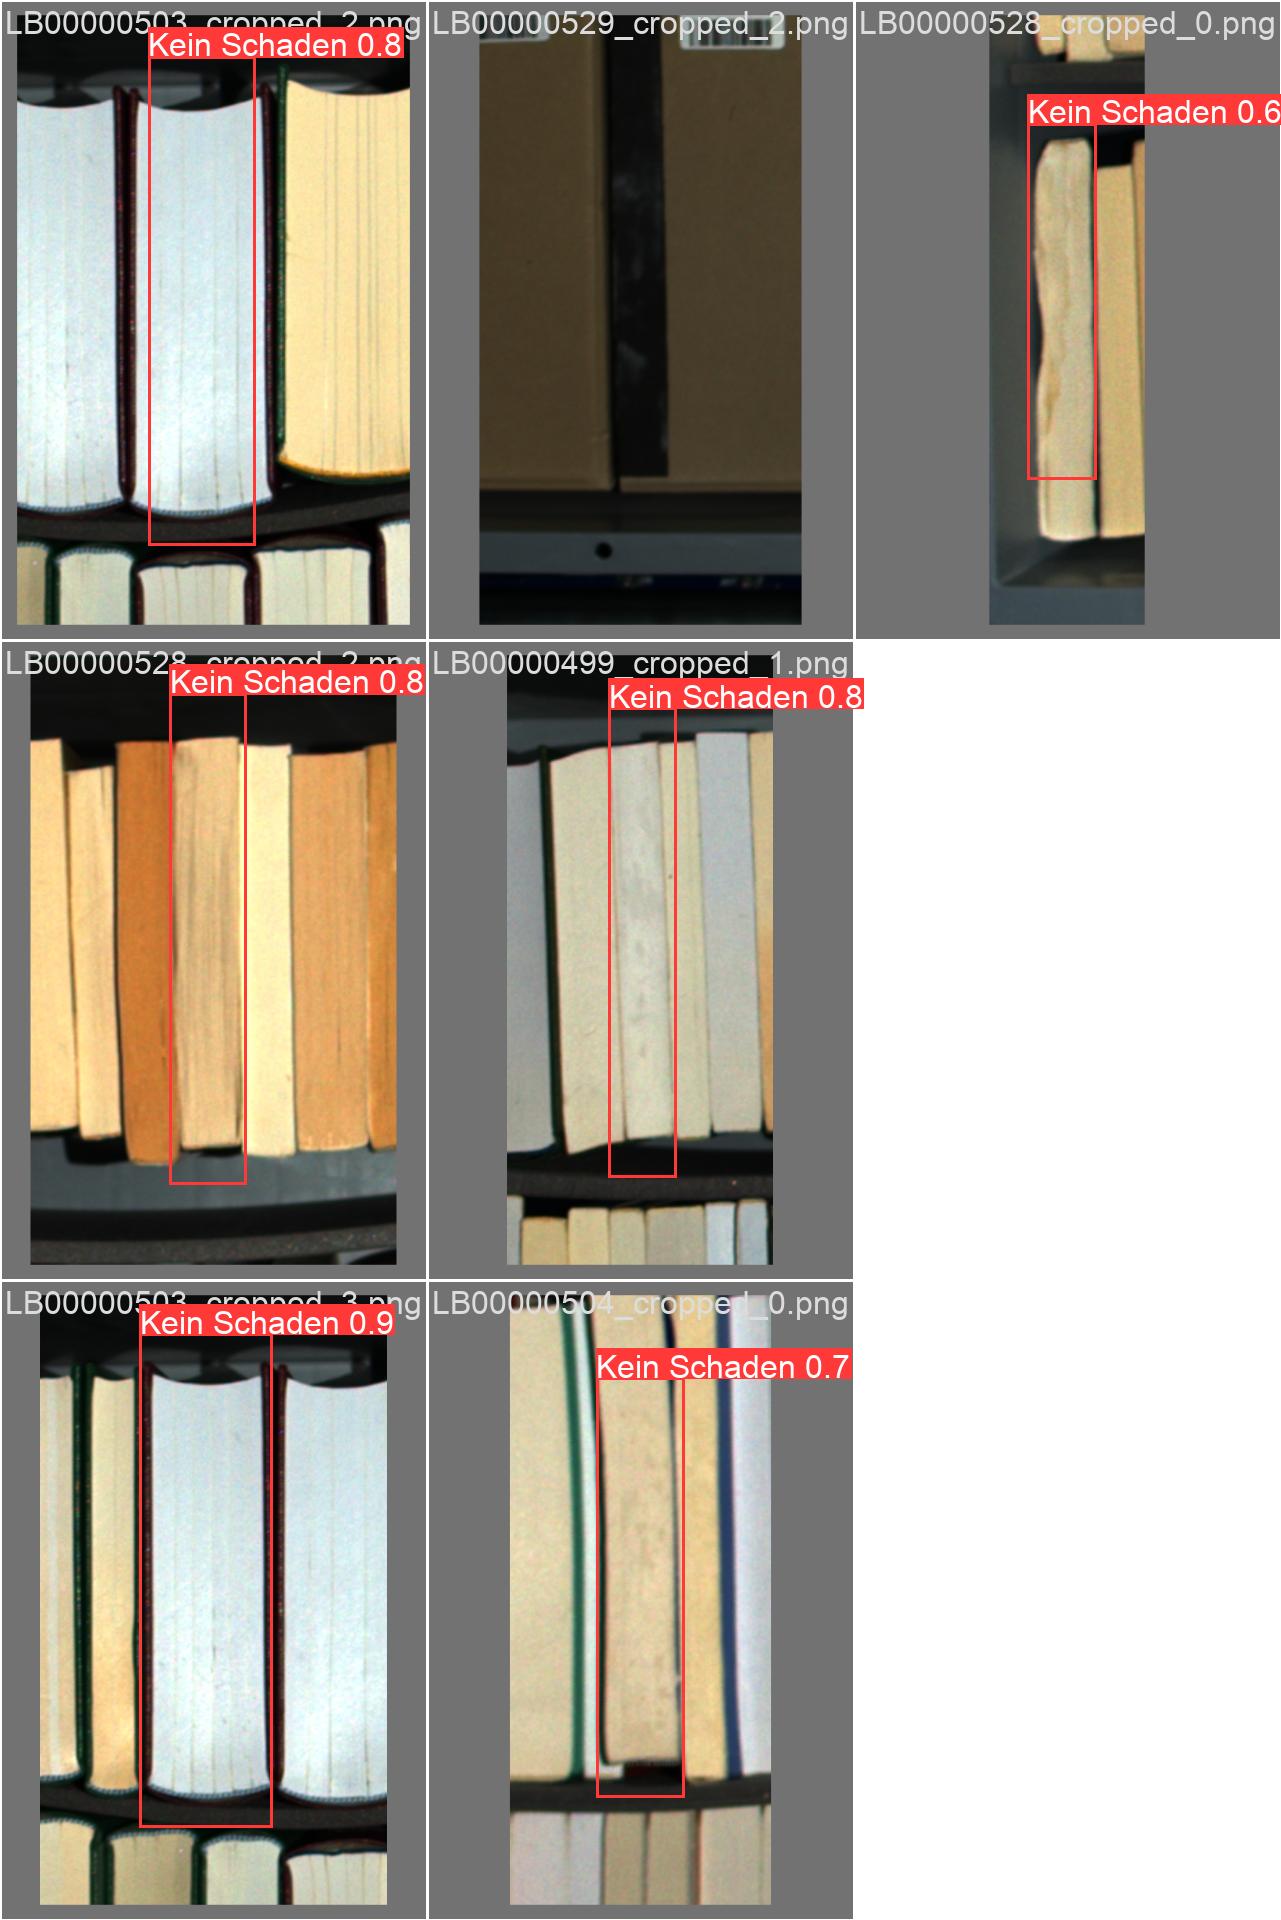 LB00000503_cropped_2.png
Kein Schaden 0.8
LB00000529_cropped_2.png
LB00000528_cropped_0.png
Kein Schaden 0.6
LB00000528_cropped_2.png
Kein Schaden 0.8
LB00000499_cropped_1.png
Kein Schaden 0.8
LB00000503_cropped_3.png
Kein Schaden 0.9
LB00000504_cropped_0.png
Kein Schaden 0.7